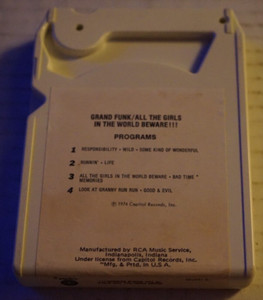 GRAND FUNK/ALL THE GIRLS
IN THE WORLD BEWARE!!!
PROGRAMS
1 RESPONSIBILITY • WILD • SOME KIND OF WONDERFUL
2 RUNNIN' • LIFE
3 ALL THE GIRLS IN THE WORLD BEWARE • BAD TIME
MEMORIES
4 LOOK AT GRANNY RUN RUN • GOOD & EVIL
© 1974 Capitol Records, Inc.
Manufactured by RCA Music Service,
Indianapolis, Indiana
Under license from Capitol Records, Inc.
*Mfg. & Prtd. in U.S.A.